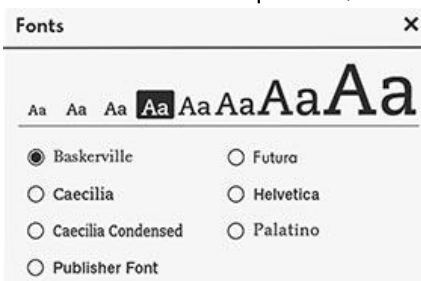 Fonts ×
Aa Aa Aa Aa Aa Aa Aa Aa
Baskerville Futura
Caecilia Helvetica
Caecilia Condensed Palatino
Publisher Font